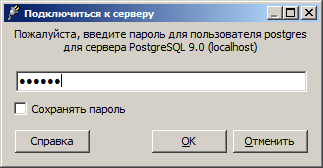 Подключиться к серверу
Пожалуйста, введите пароль для пользователя postgres
для сервера PostgreSQL 9.0 (localhost)
●●●●●●
Сохранять пароль
Справка
OK
Отменить